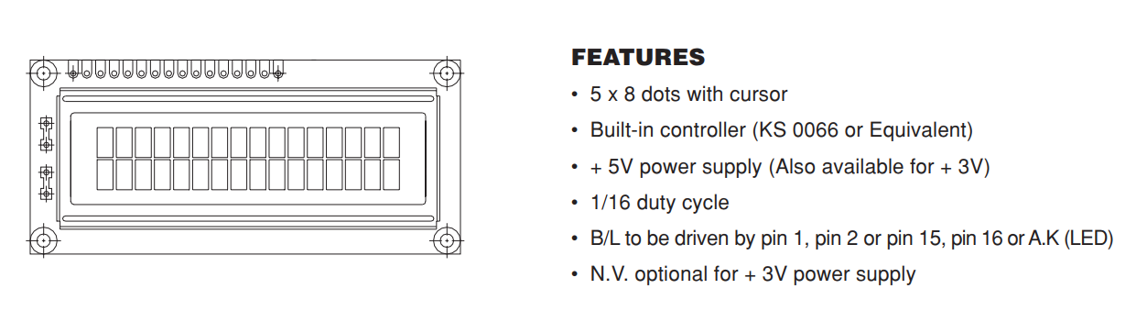 FEATURES
• 5 x 8 dots with cursor
• Built-in controller (KS 0066 or Equivalent)
• + 5V power supply (Also available for + 3V)
• 1/16 duty cycle
• B/L to be driven by pin 1, pin 2 or pin 15, pin 16 or A.K (LED)
• N.V. optional for + 3V power supply